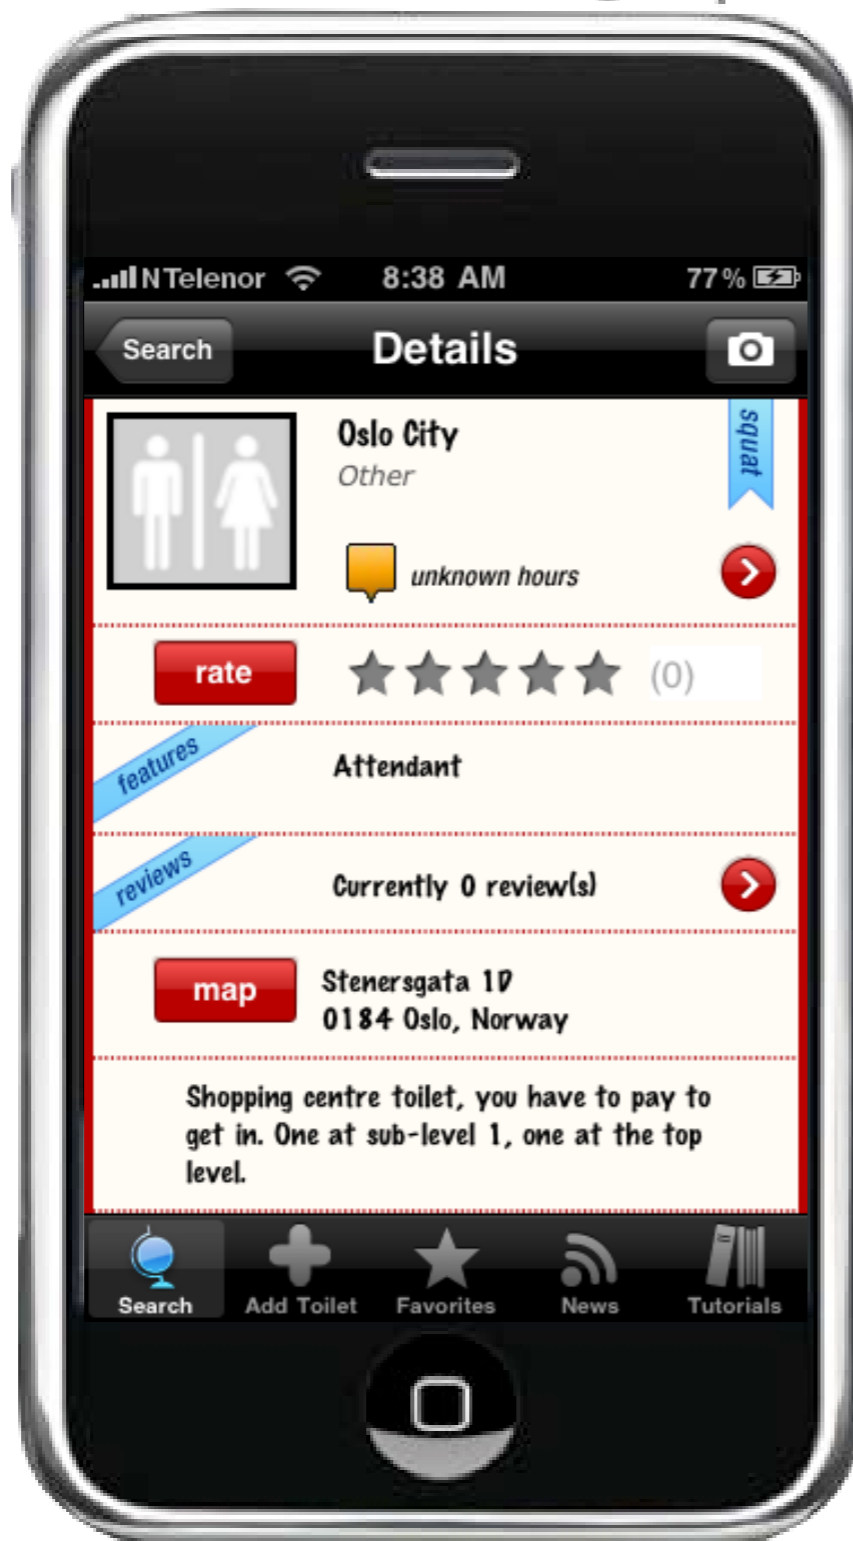 N Telenor 8:38 AM 77%
Search Details
Oslo City
squat
Other
unknown hours
rate (0)
features Attendant
reviews Currently 0 review(s)
map Stenersgata 1D
0184 Oslo, Norway
Shopping centre toilet, you have to pay to
get in. One at sub-level 1, one at the top
level.
Search Add Toilet Favorites News Tutorials